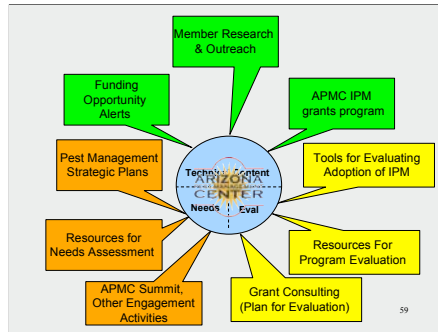 Member Research
& Outreach
Funding
Opportunity
Alerts
APMC IPM
grants program
Pest Management
Strategic Plans
Tools for Evaluating
Adoption of IPM
ARIZONA
CENTER
Needs
Eval
Resources for
Needs Assessment
Resources For
Program Evaluation
APMC Summit,
Other Engagement
Activities
Grant Consulting
(Plan for Evaluation)
59